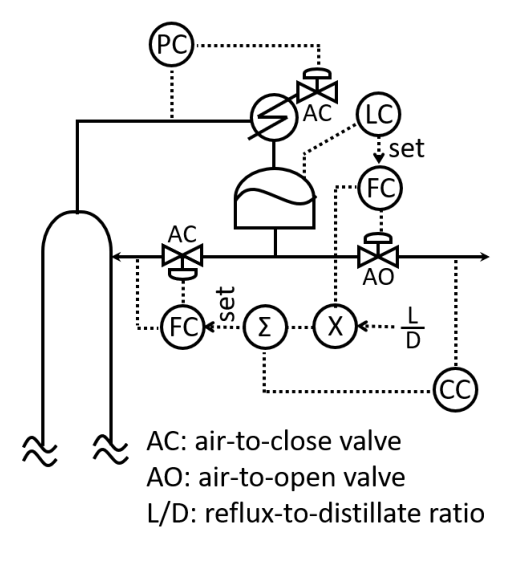 PC
AC
LC
set
FC
AC
AO
FC
set
Σ
X
L
D
CC
AC: air-to-close valve
AO: air-to-open valve
L/D: reflux-to-distillate ratio